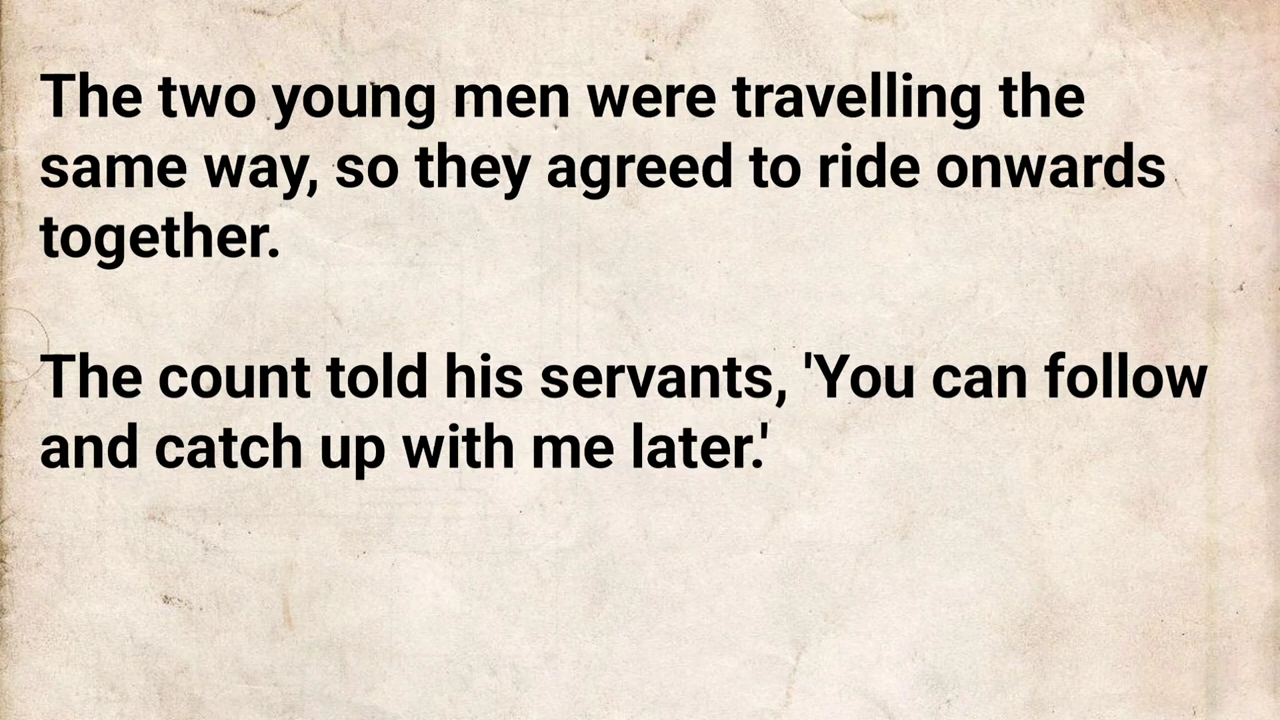 The two young men were travelling the
same way, so they agreed to ride onwards
together.
The count told his servants, 'You can follow
and catch up with me later.'